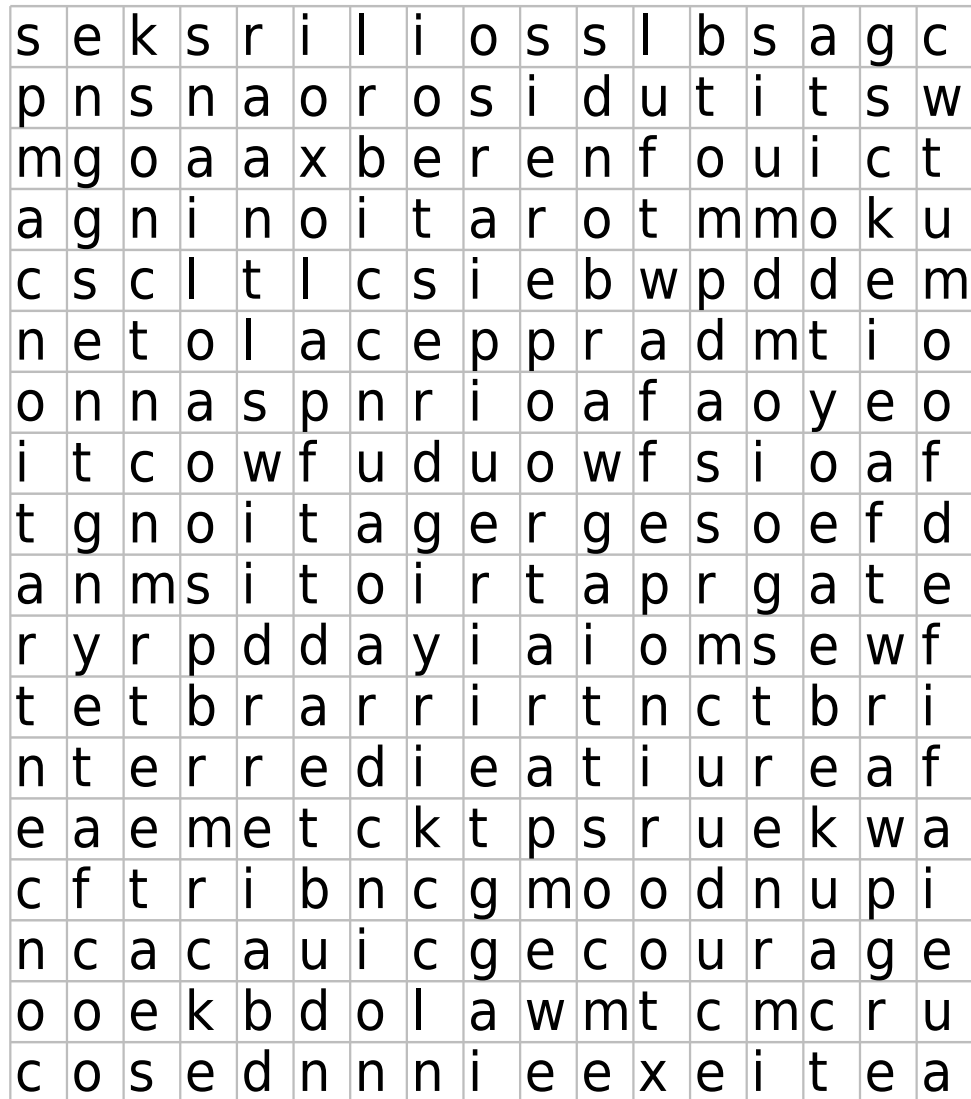 s e k s r i l i o s s l b s a g c
p n s n a o r o s i d u t i t s w
m g o a a x b e r e n f o u i c t
a g n i n o i t a r o t m m o k u
c s c l t l c s i e b w p d d e m
n e t o l a c e p p r a d m t i o
o n n a s p n r i o a f a o y e o
i t c o w f u d u o w f s i o a f
t g n o i t a g e r g e s o e f d
a n m s i t o i r t a p r g a t e
r y r p d d a y i a i o m s e w f
t e t b r a r r i r t n c t b r i
n t e r r e d i e a t i u r e a f
e a e m e t c k t p s r u e k w a
c f t r i b n c g m o o d n u p i
n c a c a u i c g e c o u r a g e
o o e k b d o l a w m t c m c r u
c o s e d n n n i e e x e i t e a